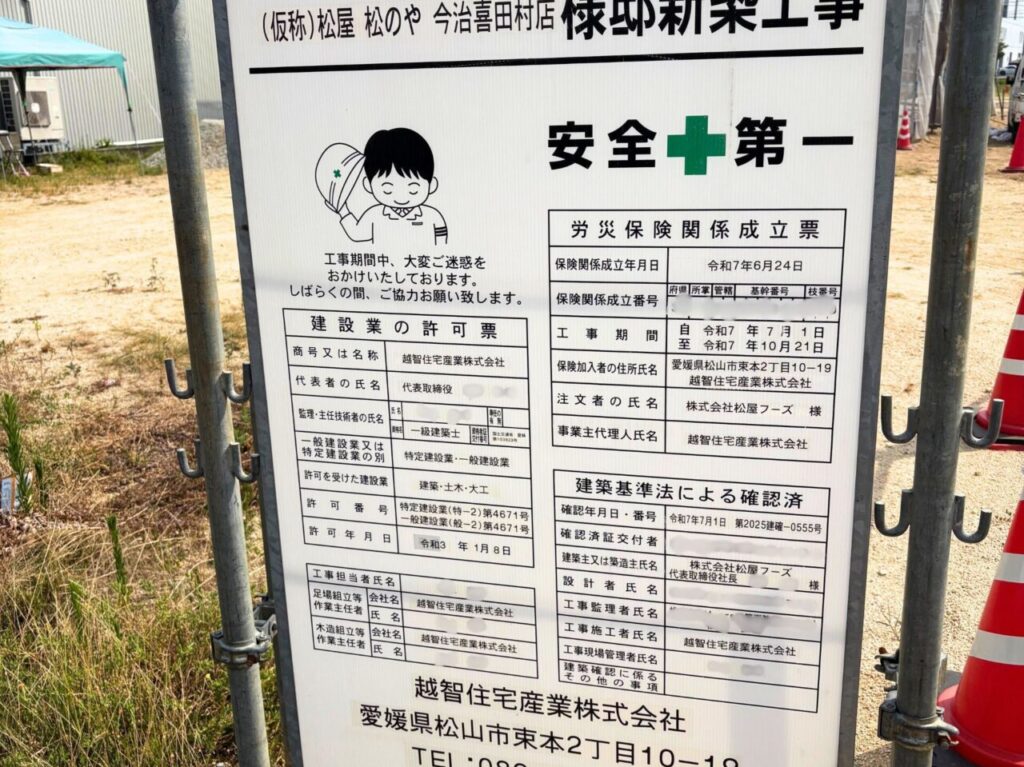 (仮称)松屋 松のや 今治喜田村店 様邸新築工事
安全 第一
工事期間中、大変ご迷惑を
おかけいたしております。
しばらくの間、ご協力お願い致します。
建設業の許可票
商号又は名称 越智住宅産業株式会社
代表者の氏名 代表取締役
監理・主任技術者の氏名 氏名 専任の有無
資格名 一級建築士 資格者証交付番号
一般建設業又は
特定建設業の別 特定建設業・一般建設業
許可を受けた建設業 建築・土木・大工
許可番号 特定建設業(特-2)第4671号
一般建設業(般-2)第4671号
許可年月日 令和3 年 1月 8日
工事担当者氏名
足場組立等
作業主任者 会社名 越智住宅産業株式会社
氏名
木造組立等
作業主任者 会社名 越智住宅産業株式会社
氏名
労災保険関係成立票
保険関係成立年月日 令和7年6月24日
保険関係成立番号 府県 所掌 管轄 基幹番号 枝番号
工事期間 自 令和7 年 7月 1日
至 令和7 年 10月 21日
保険加入者の住所氏名 愛媛県松山市束本2丁目10-19
越智住宅産業株式会社
注文者の氏名 株式会社松屋フーズ 様
事業主代理人氏名 越智住宅産業株式会社
建築基準法による確認済
確認年月日・番号 令和7年7月1日 第2025建確-0555号
確認済証交付者
建築主又は築造主氏名 株式会社松屋フーズ
代表取締役社長 様
設計者氏名
工事監理者氏名
工事施工者氏名 越智住宅産業株式会社
工事現場管理者氏名
建築確認に係る
その他の事項
越智住宅産業株式会社
愛媛県松山市束本2丁目10-19
TEL:089